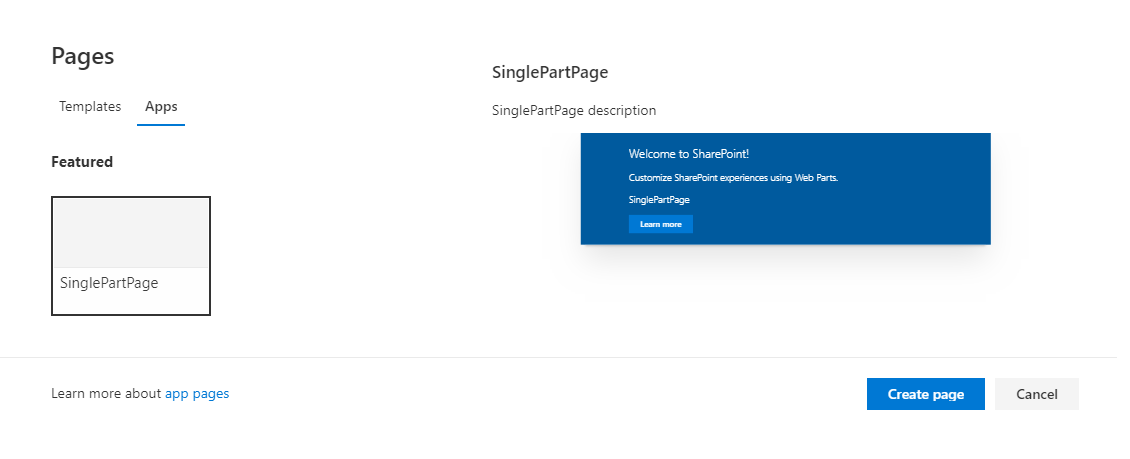 Pages
Templates
Apps
Featured
SinglePartPage
SinglePartPage
SinglePartPage description
Welcome to SharePoint!
Customize SharePoint experiences using Web Parts.
SinglePartPage
Learn more
Learn more about app pages
Create page
Cancel